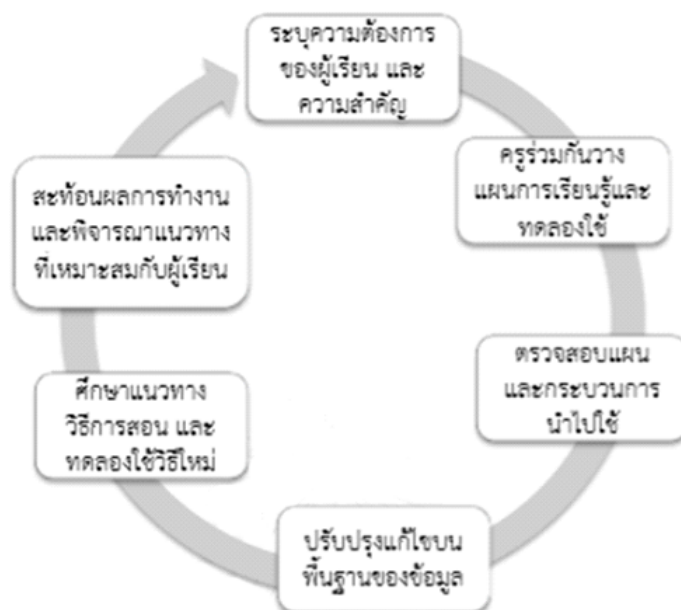 ระบุความต้องการ
ของผู้เรียน และ
ความสำคัญ
ครูร่วมกันวาง
แผนการเรียนรู้และ
ทดลองใช้
ตรวจสอบแผน
และกระบวนการ
นำไปใช้
ปรับปรุงแก้ไขบน
พื้นฐานของข้อมูล
ศึกษาแนวทาง
วิธีการสอน และ
ทดลองใช้วิธีใหม่
สะท้อนผลการทำงาน
และพิจารณาแนวทาง
ที่เหมาะสมกับผู้เรียน